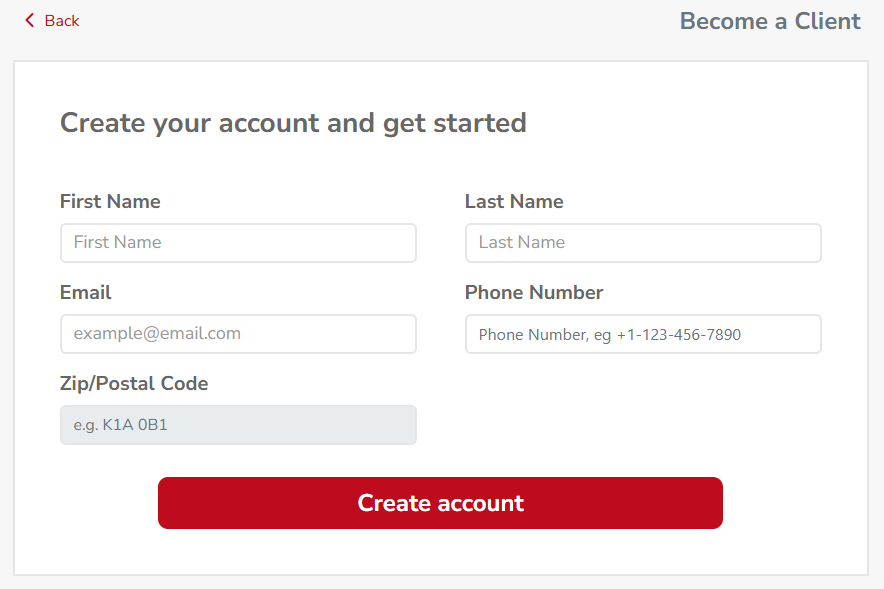 Back
Become a Client
Create your account and get started
First Name
Last Name
First Name
Last Name
Email
Phone Number
example@email.com
Phone Number, eg +1-123-456-7890
Zip/Postal Code
e.g. K1A 0B1
Create account